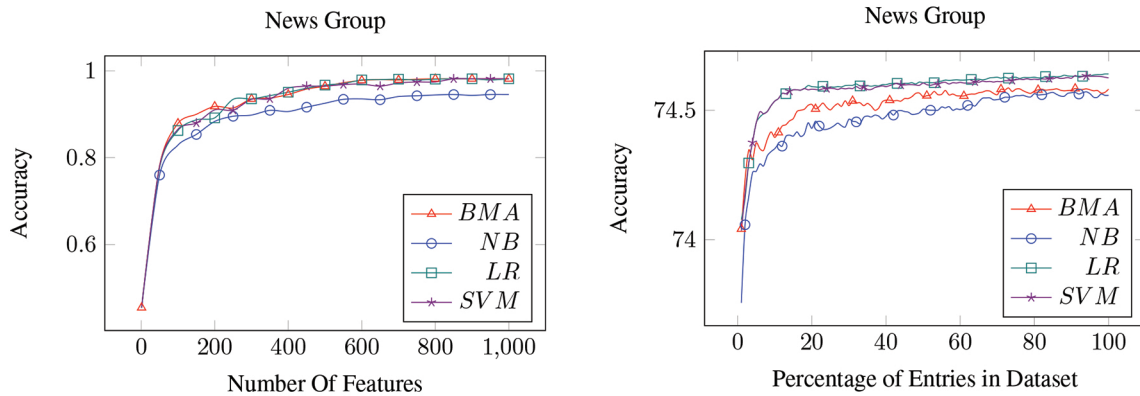 News Group
1
0.8
0.6
Accuracy
0 200 400 600 800 1,000
Number Of Features
BMA
NB
LR
SVM
News Group
74.5
74
Accuracy
0 20 40 60 80 100
Percentage of Entries in Dataset
BMA
NB
LR
SVM